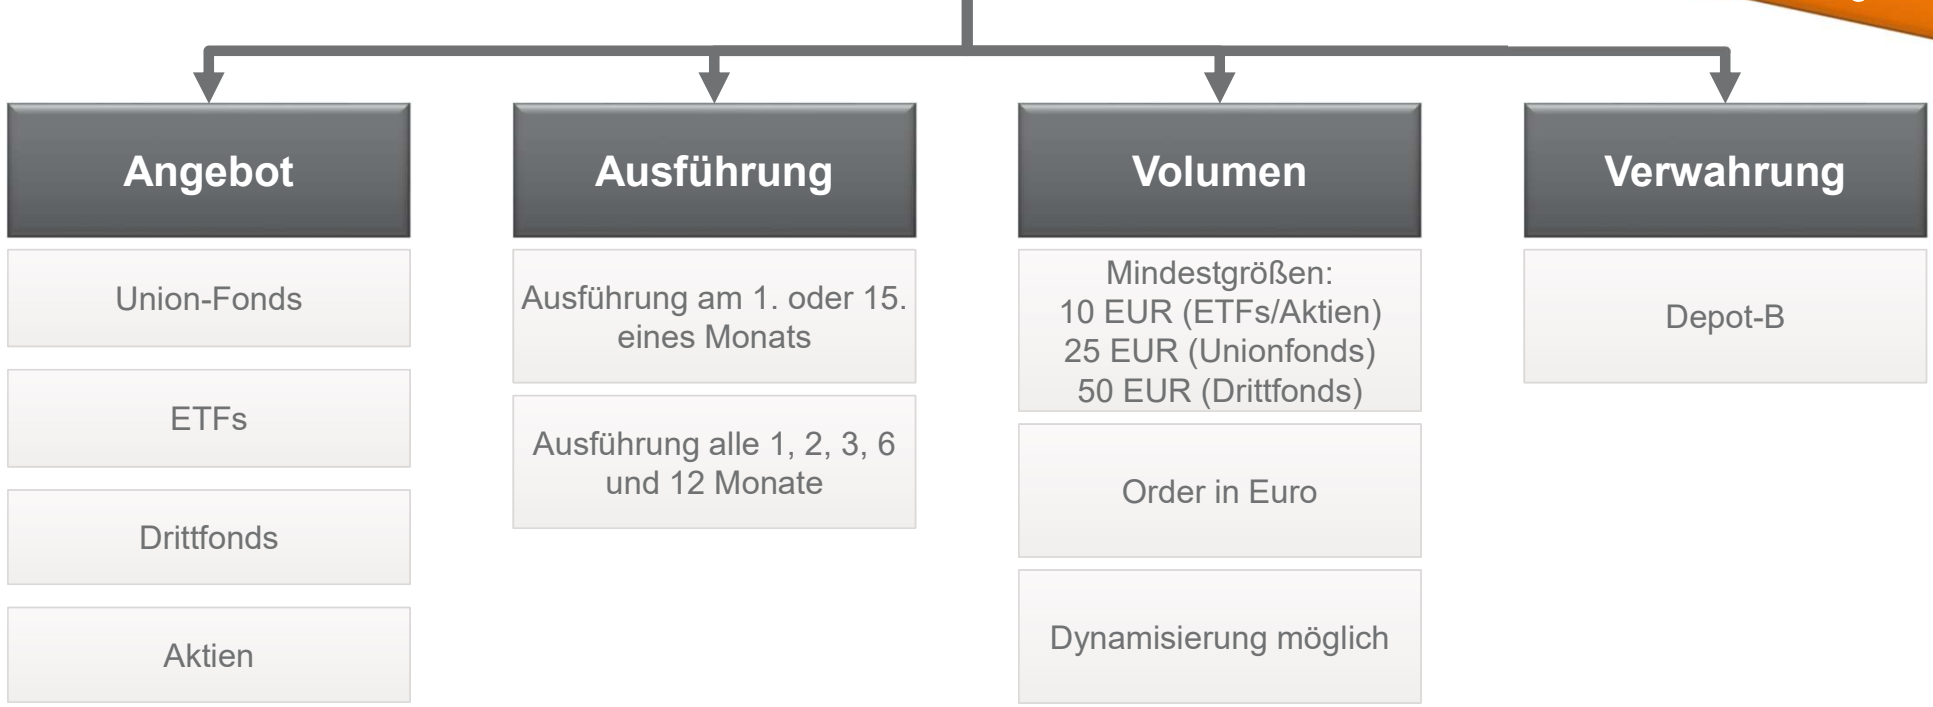 Angebot
Union-Fonds
ETFs
Drittfonds
Aktien
Ausführung
Ausführung am 1. oder 15.
eines Monats
Ausführung alle 1, 2, 3, 6
und 12 Monate
Volumen
Mindestgrößen:
10 EUR (ETFs/Aktien)
25 EUR (Unionfonds)
50 EUR (Drittfonds)
Order in Euro
Dynamisierung möglich
Verwahrung
Depot-B